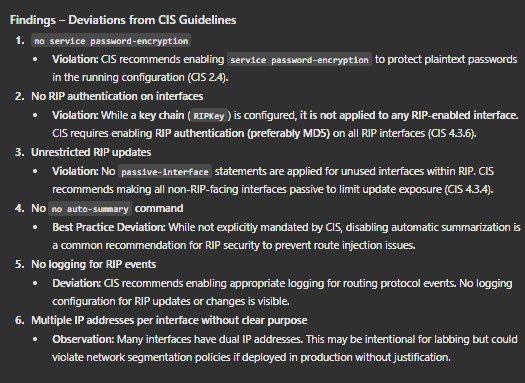 Findings – Deviations from CIS Guidelines
1. no service password-encryption
• Violation: CIS recommends enabling service password-encryption to protect plaintext passwords
in the running configuration (CIS 2.4).
2. No RIP authentication on interfaces
• Violation: While a key chain ( RIPKey ) is configured, it is not applied to any RIP-enabled interface.
CIS requires enabling RIP authentication (preferably MD5) on all RIP interfaces (CIS 4.3.6).
3. Unrestricted RIP updates
• Violation: No passive-interface statements are applied for unused interfaces within RIP. CIS
recommends making all non-RIP-facing interfaces passive to limit update exposure (CIS 4.3.4).
4. No no auto-summary command
• Best Practice Deviation: While not explicitly mandated by CIS, disabling automatic summarization is
a common recommendation for RIP security to prevent route injection issues.
5. No logging for RIP events
• Deviation: CIS recommends enabling appropriate logging for routing protocol events. No logging
configuration for RIP updates or changes is visible.
6. Multiple IP addresses per interface without clear purpose
• Observation: Many interfaces have dual IP addresses. This may be intentional for labbing but could
violate network segmentation policies if deployed in production without justification.